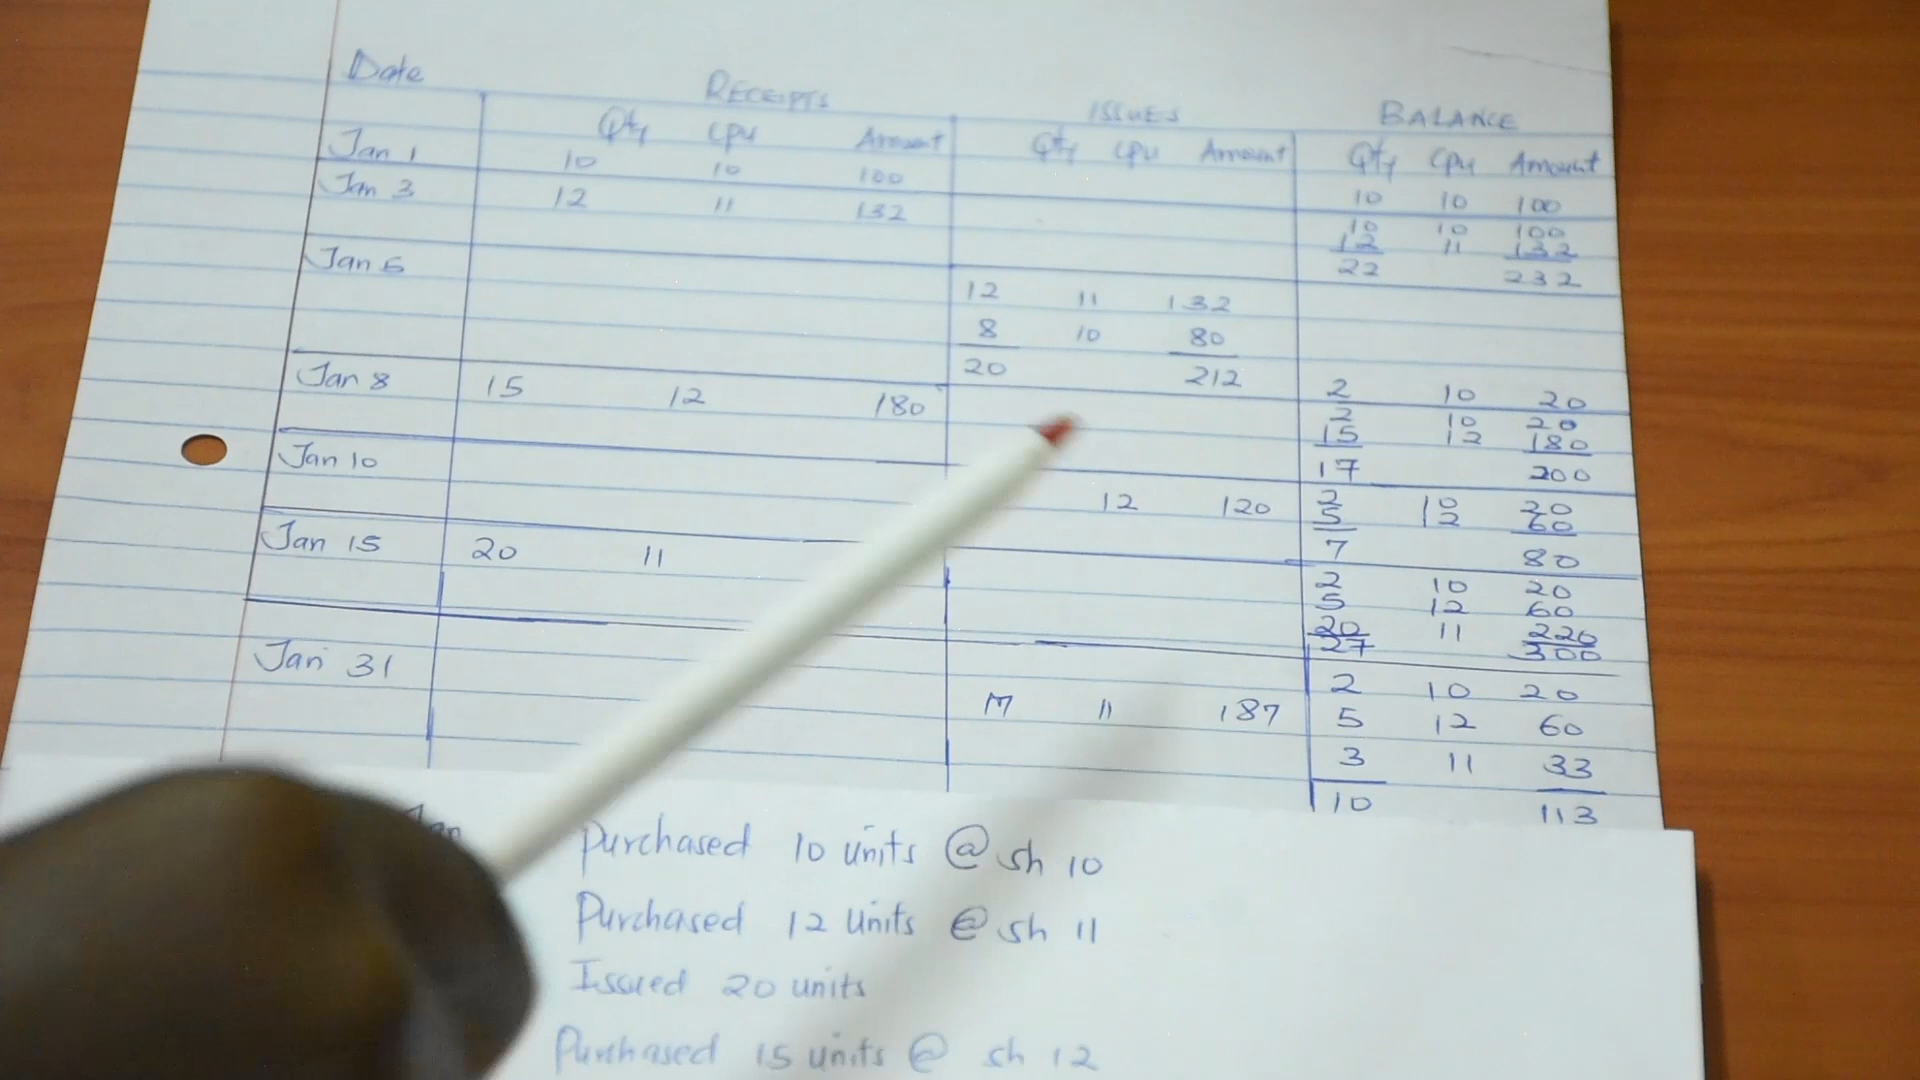 Date RECEIPTS ISSUES BALANCE
Qty cpu Amount Qty cpu Amount Qty cpu Amount
Jan 1 10 10 100 10 10 100
Jan 3 12 11 132 10 10 100
12 11 132
22 232
Jan 6 12 11 132
8 10 80
20 212 2 10 20
Jan 8 15 12 180 2 10 20
15 12 180
17 200
Jan 10 12 120 2 10 20
5 12 60
7 80
Jan 15 20 11 2 10 20
5 12 60
20 11 220
27 300
Jan 31 17 11 187 2 10 20
5 12 60
3 11 33
10 113
Jan Purchased 10 units @ sh 10
Purchased 12 units @ sh 11
Issued 20 units
Purchased 15 units @ sh 12